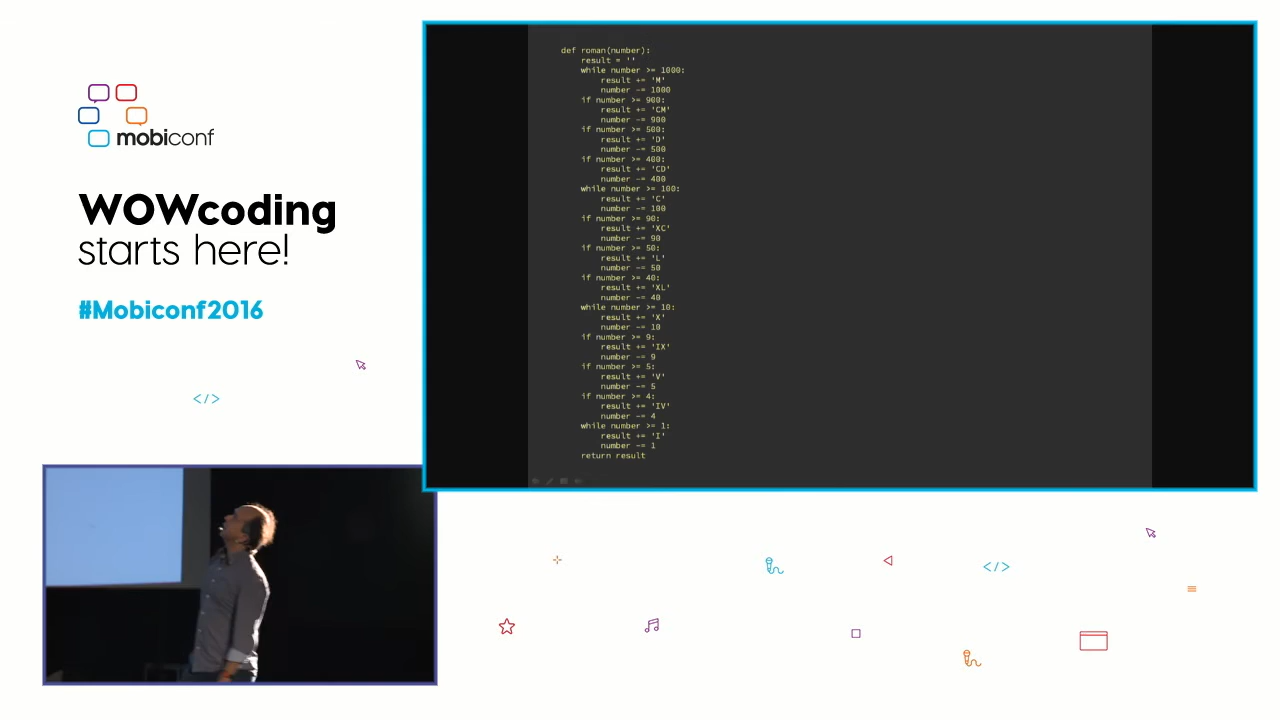 mobiconf
WOWcoding
starts here!
#Mobiconf2016
</>
def roman(number):
    result = ''
    while number >= 1000:
        result += 'M'
        number -= 1000
    if number >= 900:
        result += 'CM'
        number -= 900
    if number >= 500:
        result += 'D'
        number -= 500
    if number >= 400:
        result += 'CD'
        number -= 400
    while number >= 100:
        result += 'C'
        number -= 100
    if number >= 90:
        result += 'XC'
        number -= 90
    if number >= 50:
        result += 'L'
        number -= 50
    if number >= 40:
        result += 'XL'
        number -= 40
    while number >= 10:
        result += 'X'
        number -= 10
    if number >= 9:
        result += 'IX'
        number -= 9
    if number >= 5:
        result += 'V'
        number -= 5
    if number >= 4:
        result += 'IV'
        number -= 4
    while number >= 1:
        result += 'I'
        number -= 1
    return result
</>